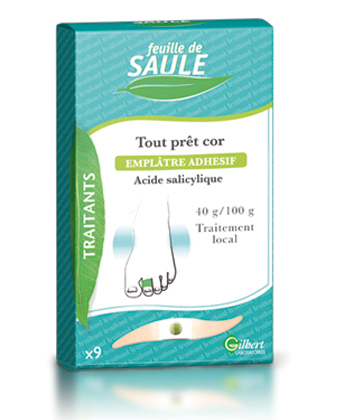 feuille de
SAULE
Tout prêt cor
EMPLÂTRE ADHESIF
Acide salicylique
40 g/100 g
Traitement
local
TRAITANTS
x9
Gilbert
LABORATOIRES